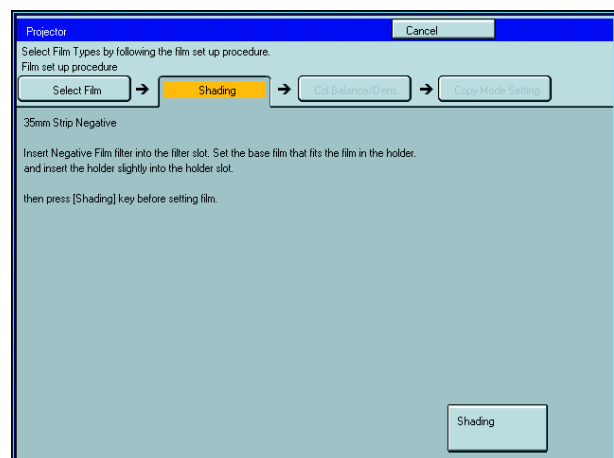 Projector
Cancel
Select Film Types by following the film set up procedure.
Film set up procedure
Select Film
Shading
Col.Balance/Dens.
Copy Mode Setting
35mm Strip Negative
Insert Negative Film filter into the filter slot. Set the base film that fits the film in the holder.
and insert the holder slightly into the holder slot.
then press [Shading] key before setting film.
Shading